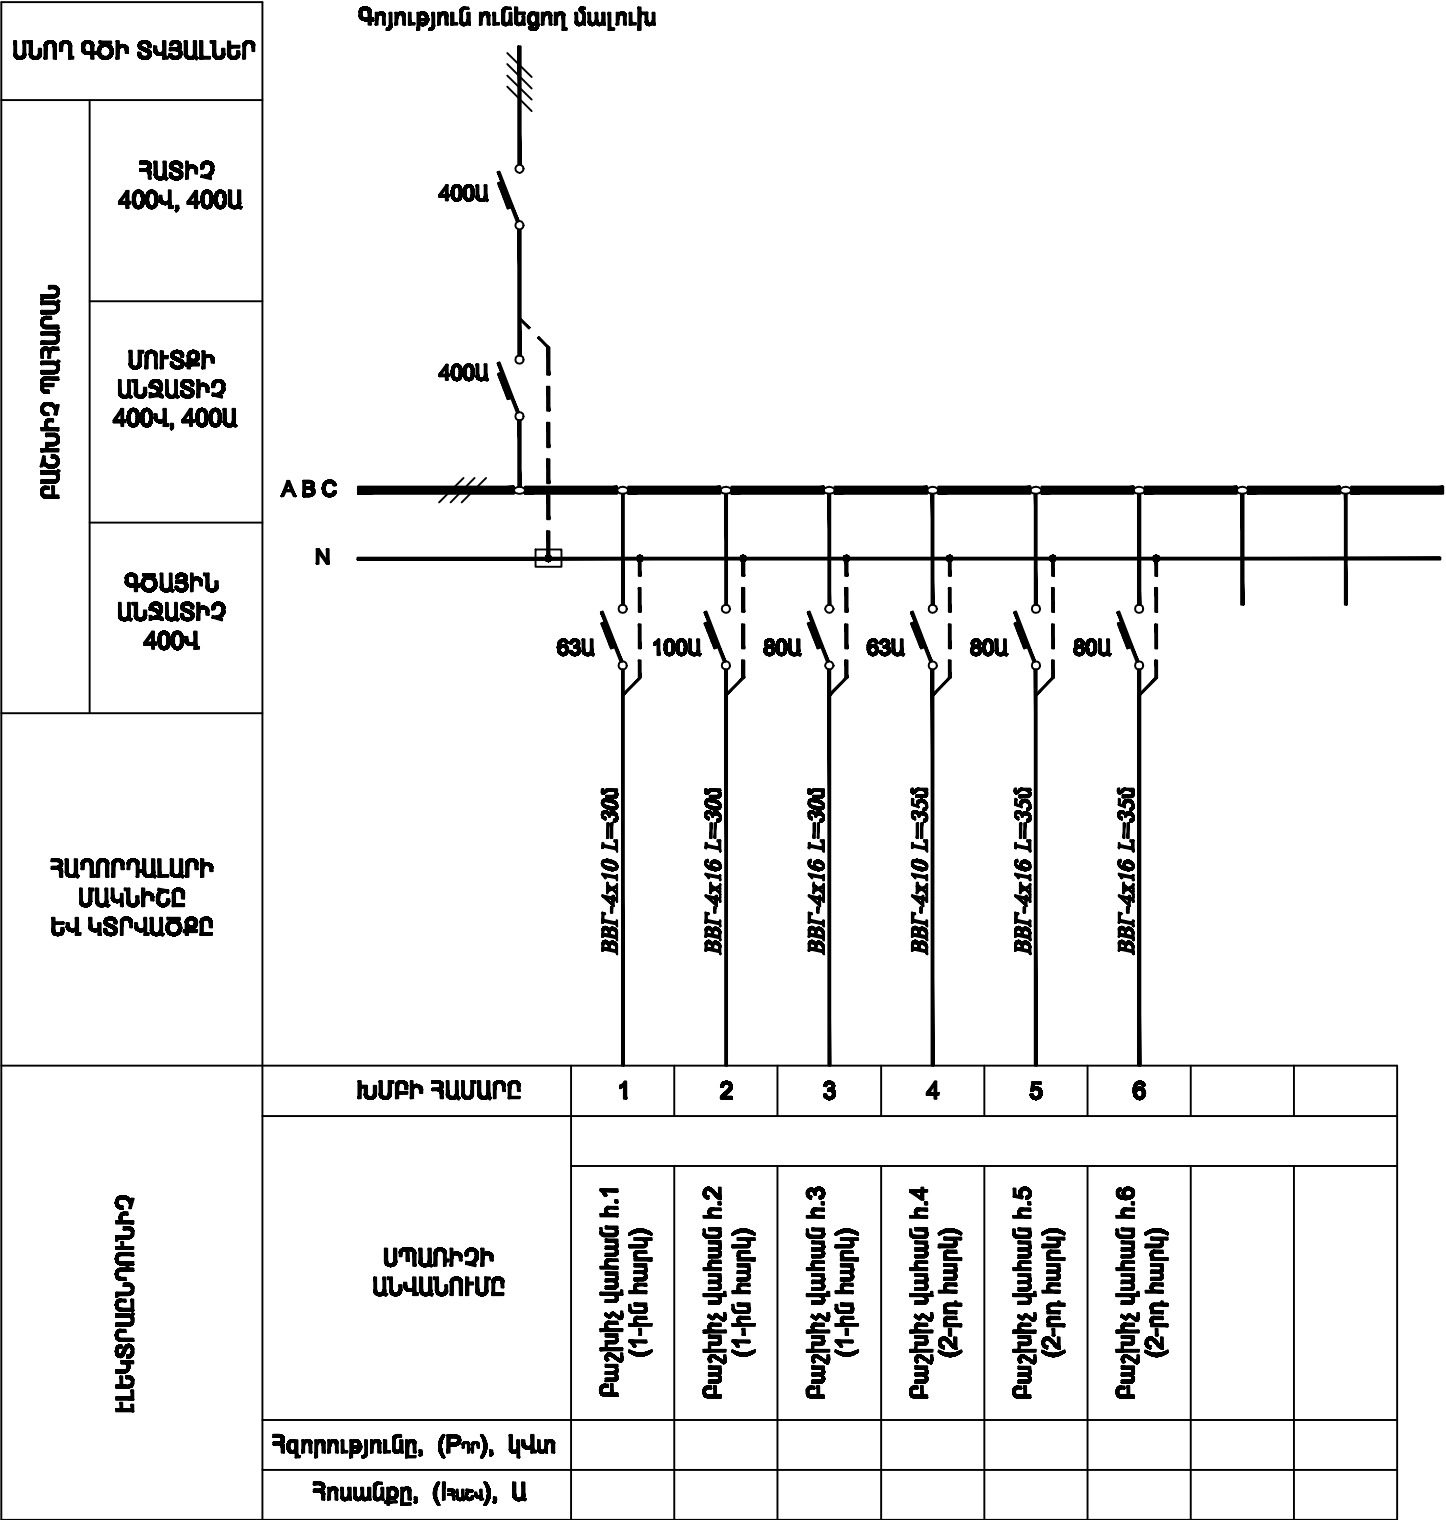 Գոյություն ունեցող մալուխ
ՍՆՈՂ ԳԾԻ ՏՎՅԱԼՆԵՐ
ԲԱՇԽԻՉ ՊԱՀԱՐԱՆ
ՀԱՏԻՉ
400Վ, 400Ա
400Ա
ՄՈՒՏՔԻ
ԱՆՋԱՏԻՉ
400Վ, 400Ա
400Ա
A B C
N
ԳԾԱՅԻՆ
ԱՆՋԱՏԻՉ
400Վ
63Ա
100Ա
80Ա
63Ա
80Ա
80Ա
ՀԱՂՈՐԴԱԼԱՐԻ
ՄԱԿՆԻՇԸ
ԵՎ ԿՏՐՎԱԾՔԸ
ВВГ-4x10 L=30մ
ВВГ-4x16 L=30մ
ВВГ-4x16 L=30մ
ВВГ-4x10 L=35մ
ВВГ-4x16 L=35մ
ВВГ-4x16 L=35մ
ԷԼԵԿՏՐԱԸՆԴՈՒՆԻՉ
ԽՄԲԻ ՀԱՄԱՐԸ
1
2
3
4
5
6
ՍՊԱՌԻՉԻ
ԱՆՎԱՆՈՒՄԸ
Բաշխիչ վահան հ.1
(1-ին հարկ)
Բաշխիչ վահան հ.2
(1-ին հարկ)
Բաշխիչ վահան հ.3
(1-ին հարկ)
Բաշխիչ վահան հ.4
(2-րդ հարկ)
Բաշխիչ վահան հ.5
(2-րդ հարկ)
Բաշխիչ վահան հ.6
(2-րդ հարկ)
Հզորությունը, (Pդր), կՎտ
Հոսանքը, (Iհաշվ), Ա